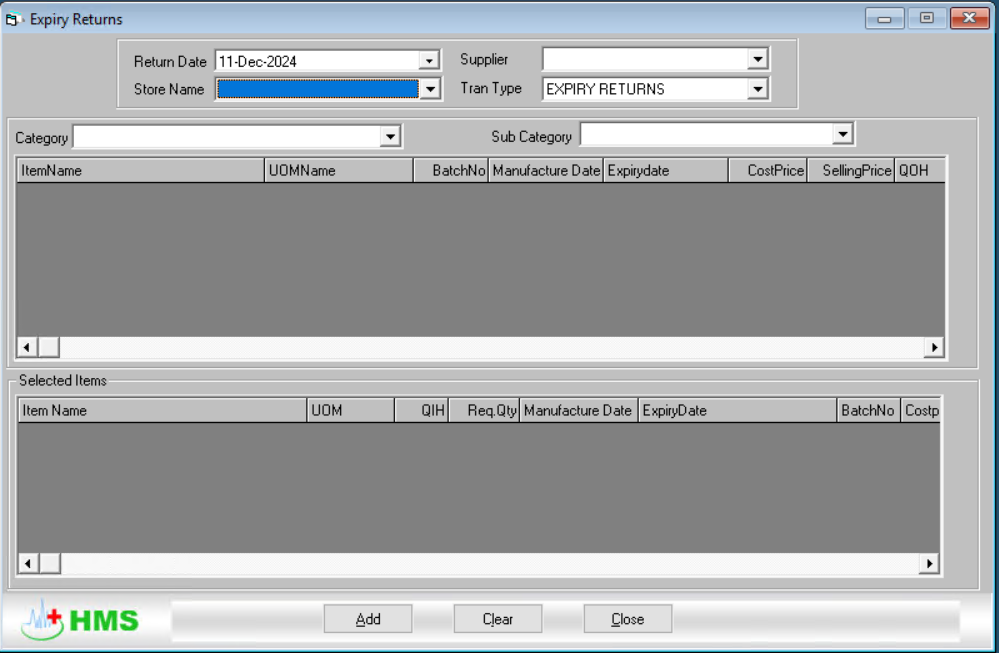 Expiry Returns
Return Date 11-Dec-2024 Supplier
Store Name Tran Type EXPIRY RETURNS
Category Sub Category
ItemName UOMName BatchNo Manufacture Date Expirydate CostPrice SellingPrice QOH
Selected Items
Item Name UOM QIH Req.Qty Manufacture Date ExpiryDate BatchNo Costp
HMS Add Clear Close